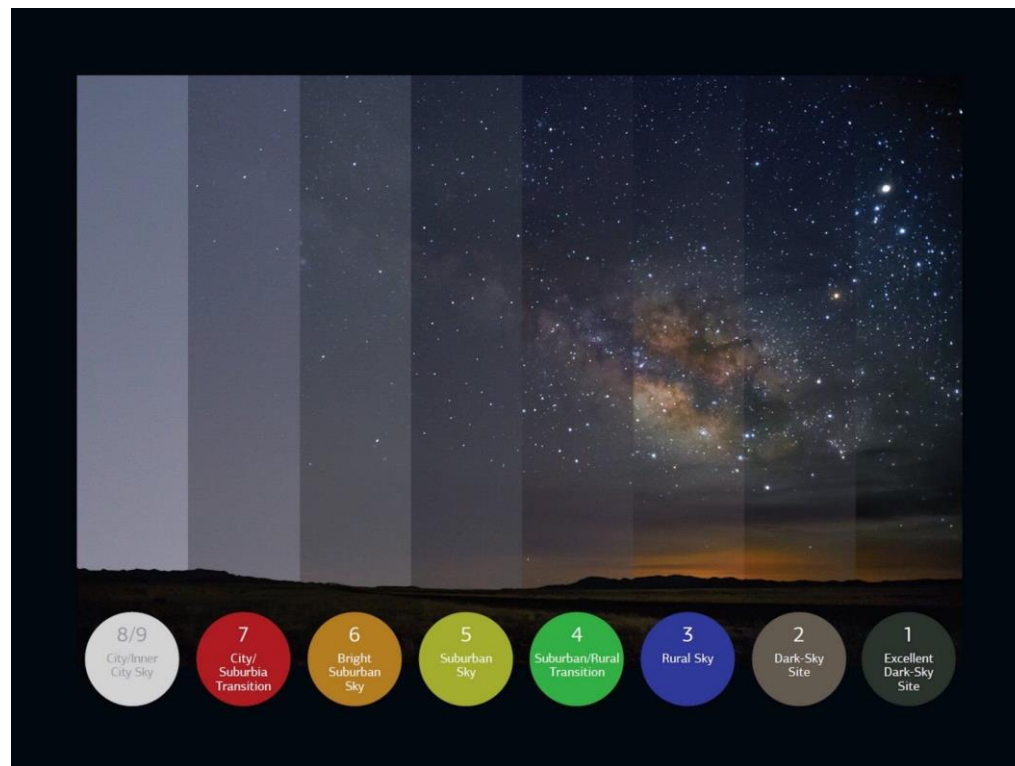 8/9
City/Inner
City Sky
7
City/
Suburbia
Transition
6
Bright
Suburban
Sky
5
Suburban
Sky
4
Suburban/Rural
Transition
3
Rural Sky
2
Dark-Sky
Site
1
Excellent
Dark-Sky
Site